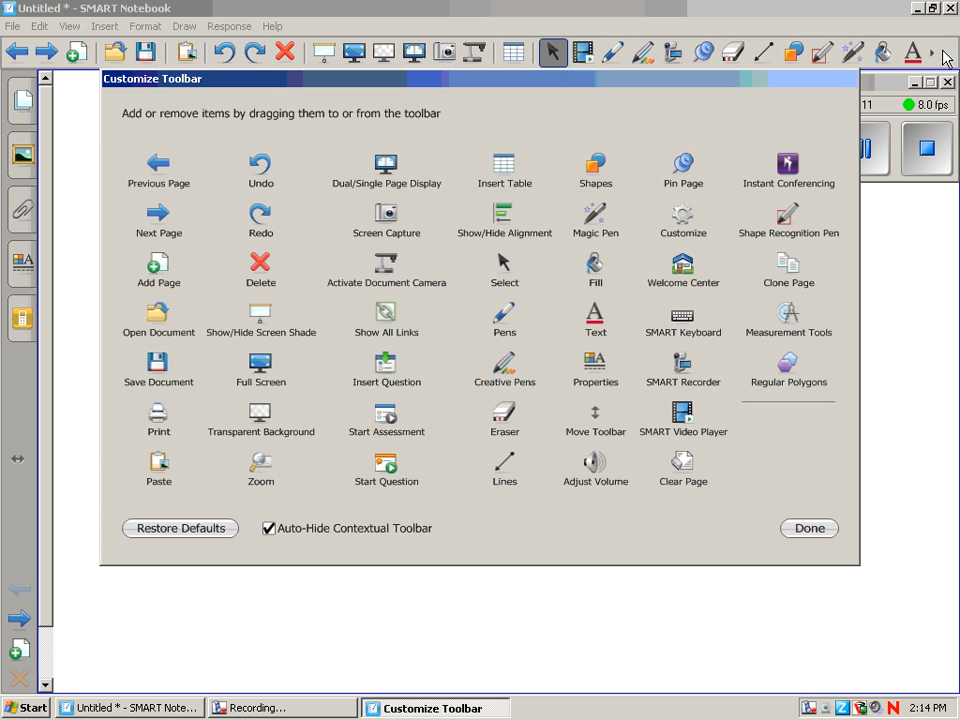 Untitled * - SMART Notebook
File Edit View Insert Format Draw Response Help
Customize Toolbar
11 8.0 fps
Add or remove items by dragging them to or from the toolbar
Previous Page Undo Dual/Single Page Display Insert Table Shapes Pin Page Instant Conferencing
Next Page Redo Screen Capture Show/Hide Alignment Magic Pen Customize Shape Recognition Pen
Add Page Delete Activate Document Camera Select Fill Welcome Center Clone Page
Open Document Show/Hide Screen Shade Show All Links Pens Text SMART Keyboard Measurement Tools
Save Document Full Screen Insert Question Creative Pens Properties SMART Recorder Regular Polygons
Print Transparent Background Start Assessment Eraser Move Toolbar SMART Video Player
Paste Zoom Start Question Lines Adjust Volume Clear Page
Restore Defaults Auto-Hide Contextual Toolbar Done
Start Untitled * - SMART Note... Recording... Customize Toolbar 2:14 PM